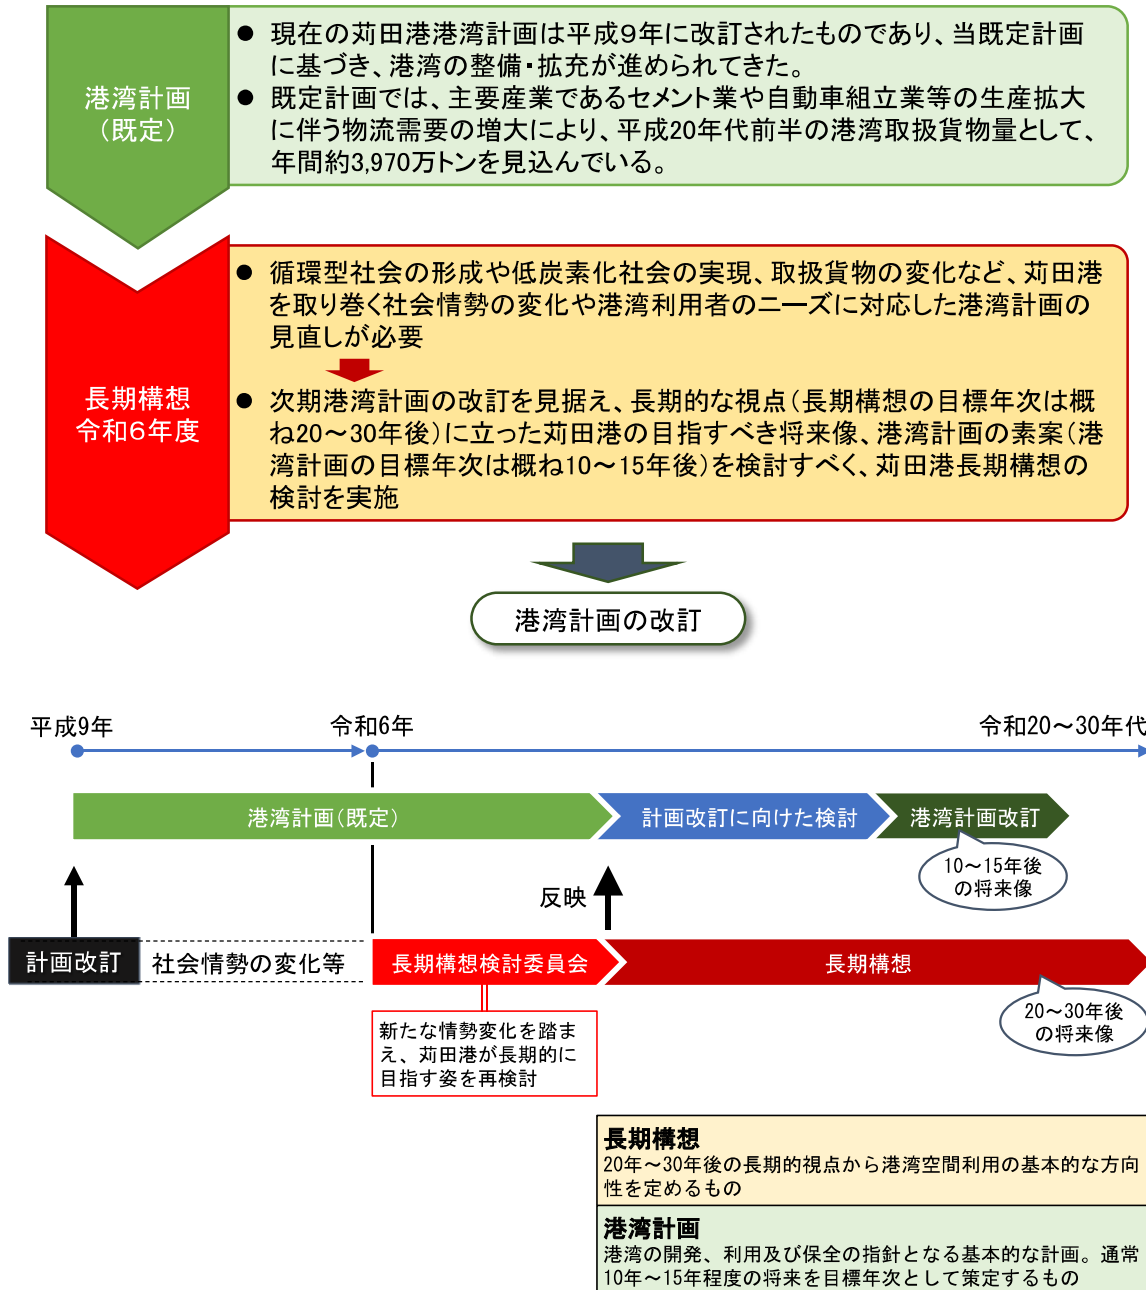 港湾計画
（既定）
● 現在の苅田港港湾計画は平成９年に改訂されたものであり、当既定計画
に基づき、港湾の整備・拡充が進められてきた。
● 既定計画では、主要産業であるセメント業や自動車組立業等の生産拡大
に伴う物流需要の増大により、平成20年代前半の港湾取扱貨物量として、
年間約3,970万トンを見込んでいる。
長期構想
令和６年度
● 循環型社会の形成や低炭素化社会の実現、取扱貨物の変化など、苅田港
を取り巻く社会情勢の変化や港湾利用者のニーズに対応した港湾計画の
見直しが必要
● 次期港湾計画の改訂を見据え、長期的な視点（長期構想の目標年次は概
ね20～30年後）に立った苅田港の目指すべき将来像、港湾計画の素案（港
湾計画の目標年次は概ね10～15年後）を検討すべく、苅田港長期構想の
検討を実施
港湾計画の改訂
平成9年
令和6年
令和20～30年代
港湾計画（既定）
計画改訂に向けた検討
港湾計画改訂
10～15年後
の将来像
反映
計画改訂
社会情勢の変化等
長期構想検討委員会
長期構想
20～30年後
の将来像
新たな情勢変化を踏ま
え、苅田港が長期的に
目指す姿を再検討
長期構想
20年～30年後の長期的視点から港湾空間利用の基本的な方向
性を定めるもの
港湾計画
港湾の開発、利用及び保全の指針となる基本的な計画。通常
10年～15年程度の将来を目標年次として策定するもの